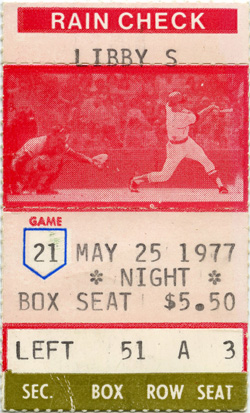 RAIN CHECK
LIBBY S
GAME
21 MAY 25 1977
* NIGHT *
BOX SEAT $5.50
LEFT 51 A 3
SEC. BOX ROW SEAT